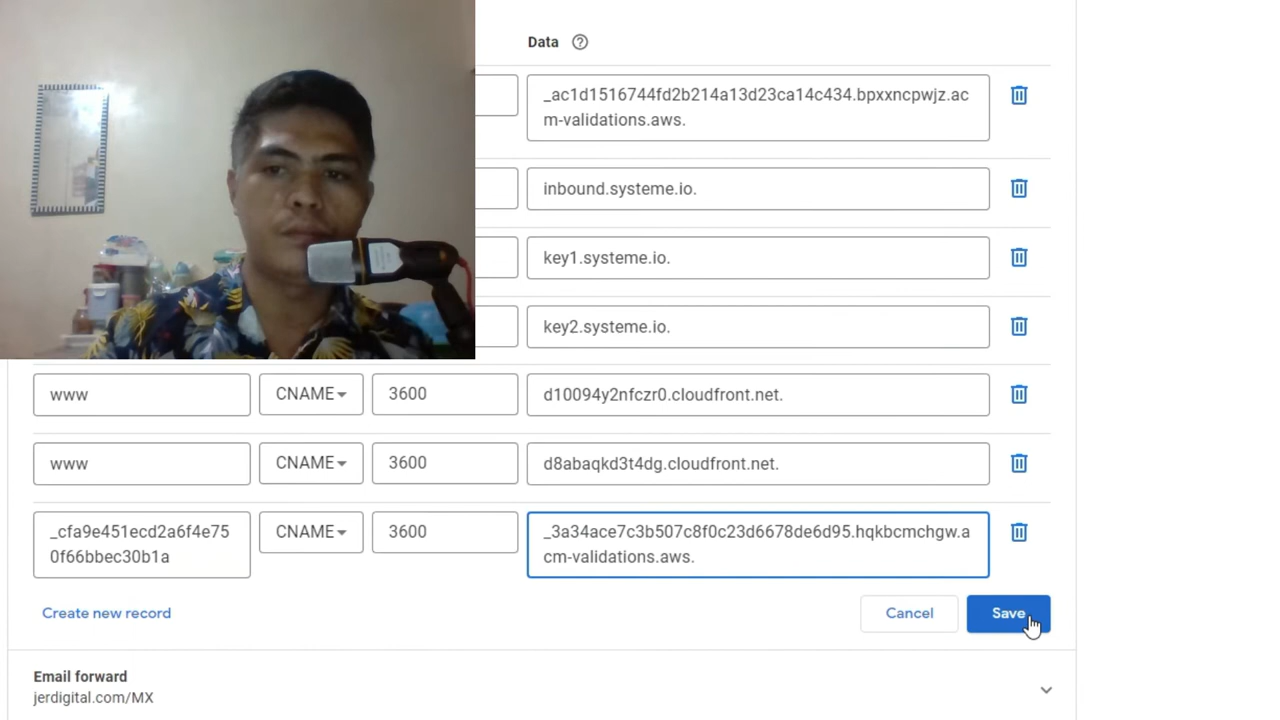 Data
_ac1d1516744fd2b214a13d23ca14c434.bpxxncpwjz.ac
m-validations.aws.
inbound.systeme.io.
key1.systeme.io.
key2.systeme.io.
www CNAME 3600 d10094y2nfczr0.cloudfront.net.
www CNAME 3600 d8abaqkd3t4dg.cloudfront.net.
_cfa9e451ecd2a6f4e75 CNAME 3600 _3a34ace7c3b507c8f0c23d6678de6d95.hqkbcmchgw.a
0f66bbec30b1a cm-validations.aws.
Create new record Cancel Save
Email forward
jerdigital.com/MX